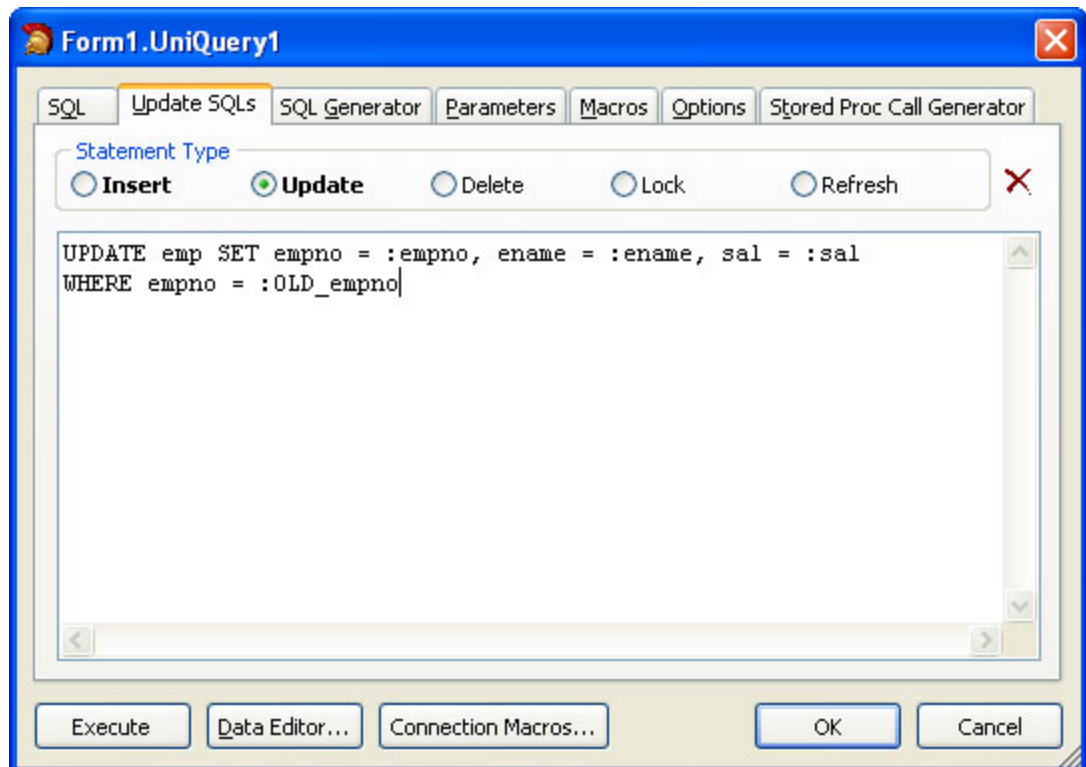 Form1.UniQuery1
SQL Update SQLs SQL Generator Parameters Macros Options Stored Proc Call Generator
Statement Type
Insert Update Delete Lock Refresh
UPDATE emp SET empno = :empno, ename = :ename, sal = :sal
WHERE empno = :OLD_empno
Execute Data Editor... Connection Macros... OK Cancel